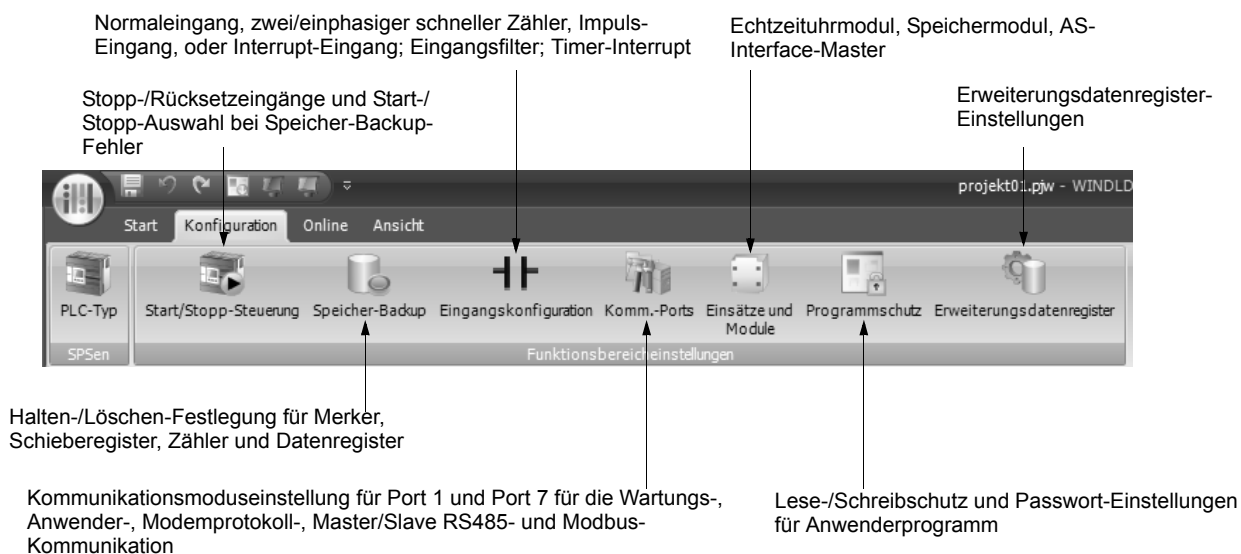 Normaleingang, zwei/einphasiger schneller Zähler, Impuls-
Eingang, oder Interrupt-Eingang; Eingangsfilter; Timer-Interrupt
Echtzeituhrmodul, Speichermodul, AS-
Interface-Master
Stopp-/Rücksetzeingänge und Start-/
Stopp-Auswahl bei Speicher-Backup-
Fehler
Erweiterungsdatenregister-
Einstellungen
projekt01.pjw - WINDLD
Start Konfiguration Online Ansicht
PLC-Typ
Start/Stopp-Steuerung
Speicher-Backup
Eingangskonfiguration
Komm.-Ports
Einsätze und
Module
Programmschutz
Erweiterungsdatenregister
SPSen
Funktionsbereicheinstellungen
Halten-/Löschen-Festlegung für Merker,
Schieberegister, Zähler und Datenregister
Kommunikationsmoduseinstellung für Port 1 und Port 7 für die Wartungs-,
Anwender-, Modemprotokoll-, Master/Slave RS485- und Modbus-
Kommunikation
Lese-/Schreibschutz und Passwort-Einstellungen
für Anwenderprogramm